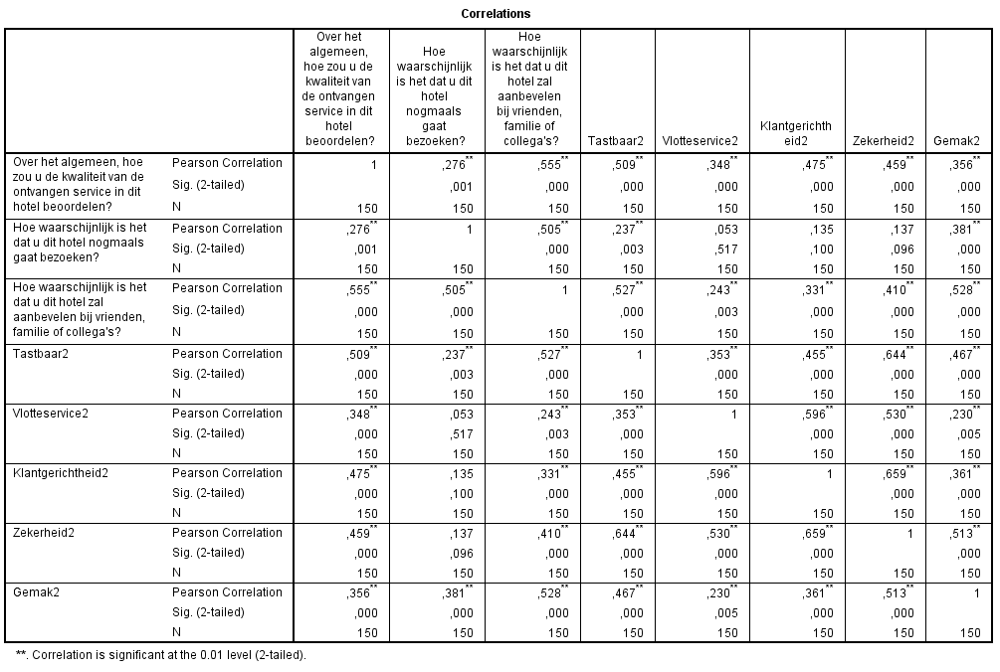 Correlations
Over het algemeen, hoe zou u de kwaliteit van de ontvangen service in dit hotel beoordelen? Hoe waarschijnlijk is het dat u dit hotel nogmaals gaat bezoeken? Hoe waarschijnlijk is het dat u dit hotel zal aanbevelen bij vrienden, familie of collega's? Tastbaar2 Vlotteservice2 Klantgerichtheid2 Zekerheid2 Gemak2
Over het algemeen, hoe zou u de kwaliteit van de ontvangen service in dit hotel beoordelen?
Pearson Correlation 1 ,276** ,555** ,509** ,348** ,475** ,459** ,356**
Sig. (2-tailed) ,001 ,000 ,000 ,000 ,000 ,000 ,000
N 150 150 150 150 150 150 150 150
Hoe waarschijnlijk is het dat u dit hotel nogmaals gaat bezoeken?
Pearson Correlation ,276** 1 ,505** ,237** ,053 ,135 ,137 ,381**
Sig. (2-tailed) ,001 ,000 ,003 ,517 ,100 ,096 ,000
N 150 150 150 150 150 150 150 150
Hoe waarschijnlijk is het dat u dit hotel zal aanbevelen bij vrienden, familie of collega's?
Pearson Correlation ,555** ,505** 1 ,527** ,243** ,331** ,410** ,528**
Sig. (2-tailed) ,000 ,000 ,000 ,003 ,000 ,000 ,000
N 150 150 150 150 150 150 150 150
Tastbaar2 Pearson Correlation ,509** ,237** ,527** 1 ,353** ,455** ,644** ,467**
Sig. (2-tailed) ,000 ,003 ,000 ,000 ,000 ,000 ,000
N 150 150 150 150 150 150 150 150
Vlotteservice2 Pearson Correlation ,348** ,053 ,243** ,353** 1 ,596** ,530** ,230**
Sig. (2-tailed) ,000 ,517 ,003 ,000 ,000 ,000 ,005
N 150 150 150 150 150 150 150 150
Klantgerichtheid2 Pearson Correlation ,475** ,135 ,331** ,455** ,596** 1 ,659** ,361**
Sig. (2-tailed) ,000 ,100 ,000 ,000 ,000 ,000 ,000
N 150 150 150 150 150 150 150 150
Zekerheid2 Pearson Correlation ,459** ,137 ,410** ,644** ,530** ,659** 1 ,513**
Sig. (2-tailed) ,000 ,096 ,000 ,000 ,000 ,000 ,000
N 150 150 150 150 150 150 150 150
Gemak2 Pearson Correlation ,356** ,381** ,528** ,467** ,230** ,361** ,513** 1
Sig. (2-tailed) ,000 ,000 ,000 ,000 ,005 ,000 ,000
N 150 150 150 150 150 150 150 150
**. Correlation is significant at the 0.01 level (2-tailed).